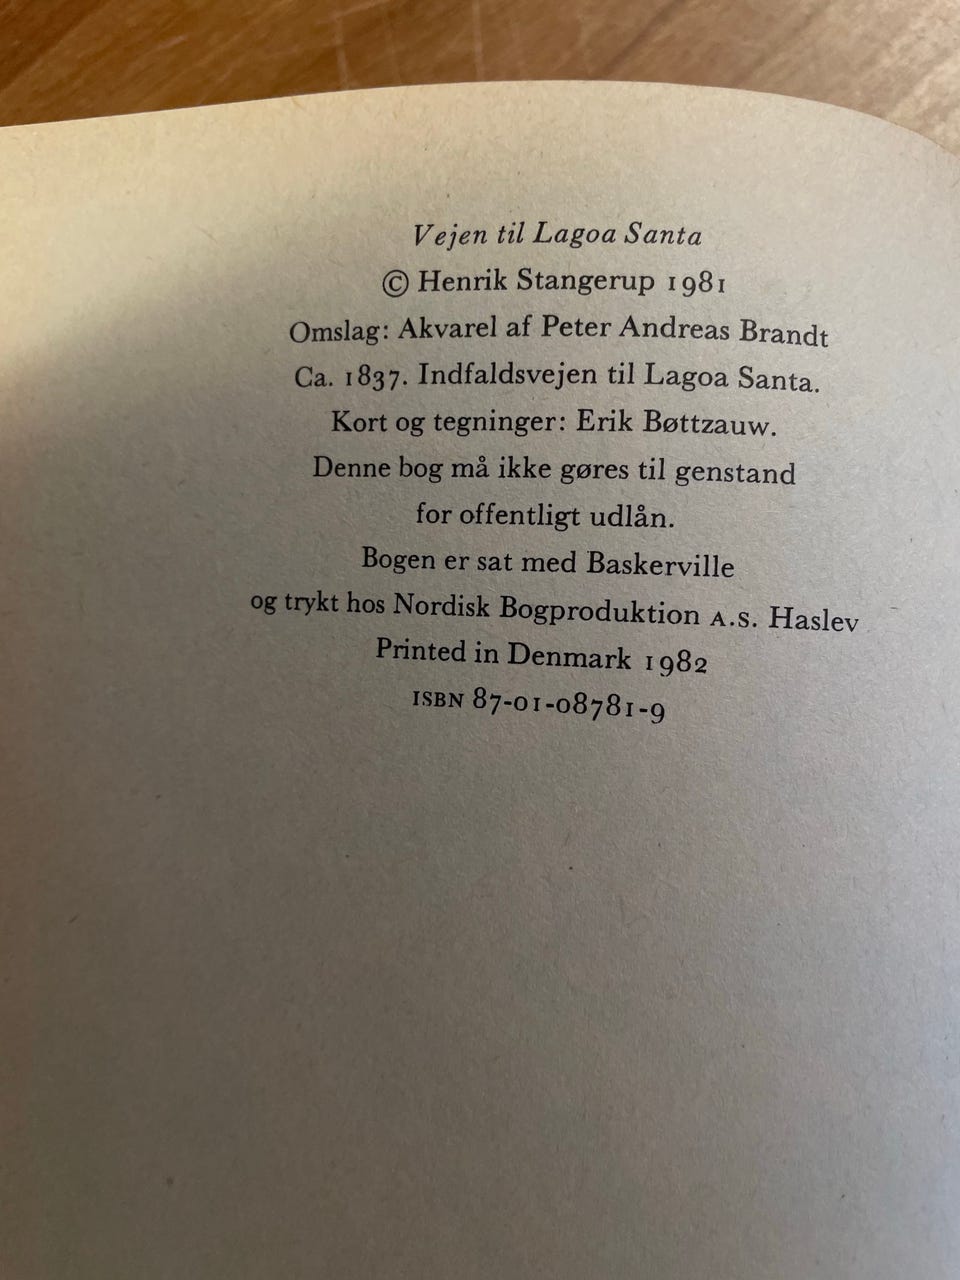 Vejen til Lagoa Santa
© Henrik Stangerup 1981
Omslag: Akvarel af Peter Andreas Brandt
Ca. 1837. Indfaldsvejen til Lagoa Santa.
Kort og tegninger: Erik Bøttzauw.
Denne bog må ikke gøres til genstand
for offentligt udlån.
Bogen er sat med Baskerville
og trykt hos Nordisk Bogproduktion A.S. Haslev
Printed in Denmark 1982
ISBN 87-01-08781-9